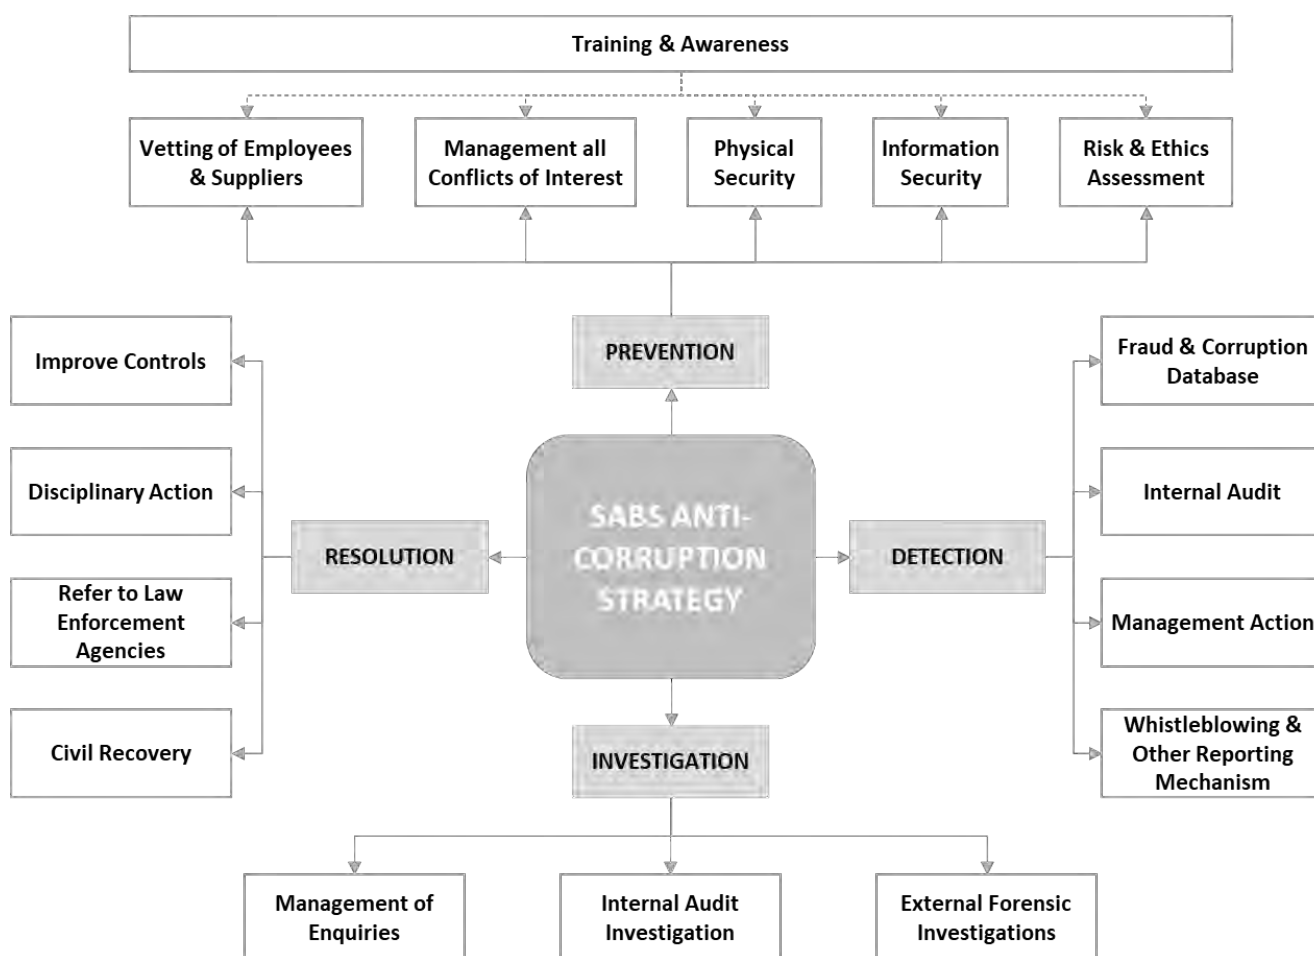 Training & Awareness
Vetting of Employees
& Suppliers
Management all
Conflicts of Interest
Physical
Security
Information
Security
Risk & Ethics
Assessment
PREVENTION
Improve Controls
Disciplinary Action
Refer to Law
Enforcement
Agencies
Civil Recovery
RESOLUTION
SABS ANTI-
CORRUPTION
STRATEGY
DETECTION
Fraud & Corruption
Database
Internal Audit
Management Action
Whistleblowing &
Other Reporting
Mechanism
INVESTIGATION
Management of
Enquiries
Internal Audit
Investigation
External Forensic
Investigations